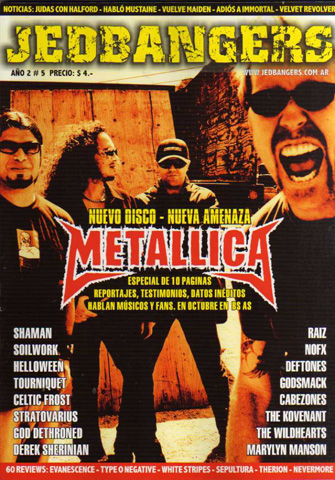 NOTICIAS: JUDAS CON HALFORD - HABLÓ MUSTAINE - VUELVE MAIDEN - ADIÓS A IMMORTAL - VELVET REVOLVER
JEDBANGERS
AÑO 2 # 5 PRECIO: $ 4.-
WWW.JEDBANGERS.COM.AR
NUEVO DISCO - NUEVA AMENAZA
METALLICA
ESPECIAL DE 10 PAGINAS
REPORTAJES, TESTIMONIOS, DATOS INÉDITOS
HABLAN MÚSICOS Y FANS. EN OCTUBRE EN BS AS
SHAMAN
SOILWORK
HELLOWEEN
TOURNIQUET
CELTIC FROST
STRATOVARIUS
GOD DETHRONED
DEREK SHERINIAN
RAIZ
NOFX
DEFTONES
GODSMACK
CABEZONES
THE KOVENANT
THE WILDHEARTS
MARYLYN MANSON
60 REVIEWS: EVANESCENCE - TYPE O NEGATIVE - WHITE STRIPES - SEPULTURA - THERION - NEVERMORE